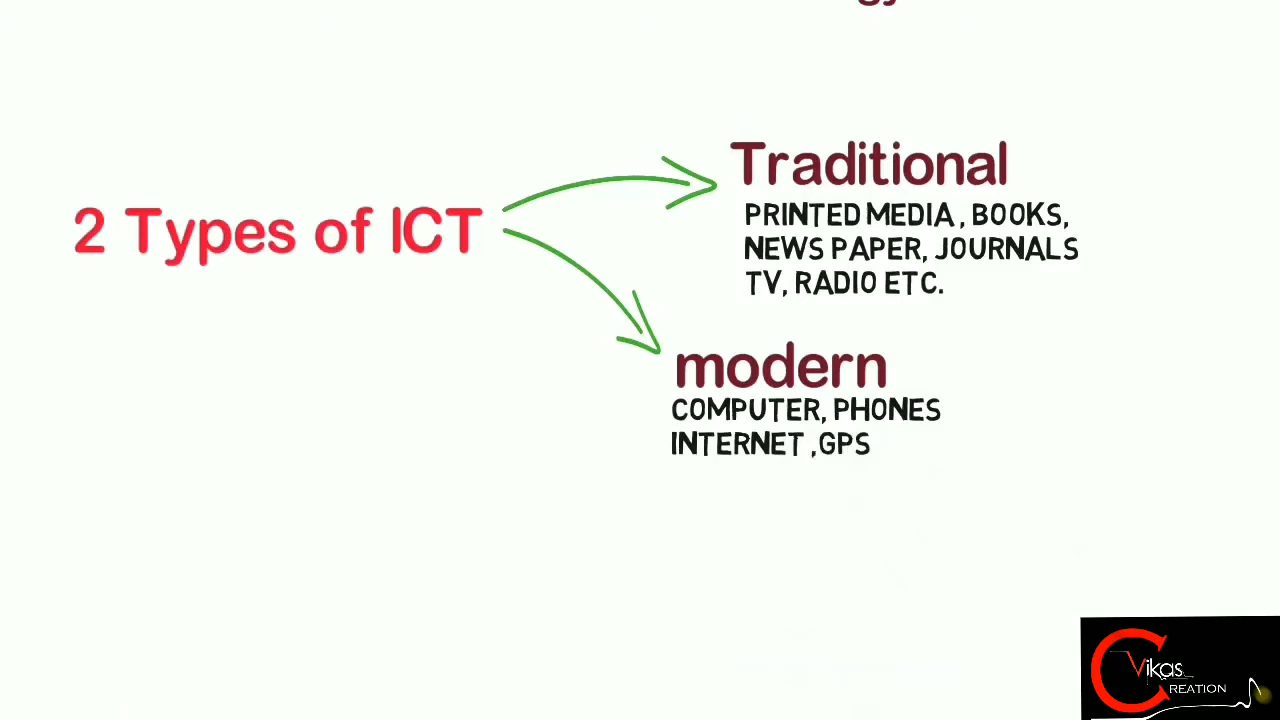 2 Types of ICT
Traditional
PRINTED MEDIA , BOOKS,
NEWS PAPER, JOURNALS
TV, RADIO ETC.
modern
COMPUTER, PHONES
INTERNET ,GPS
Vikas
CREATION